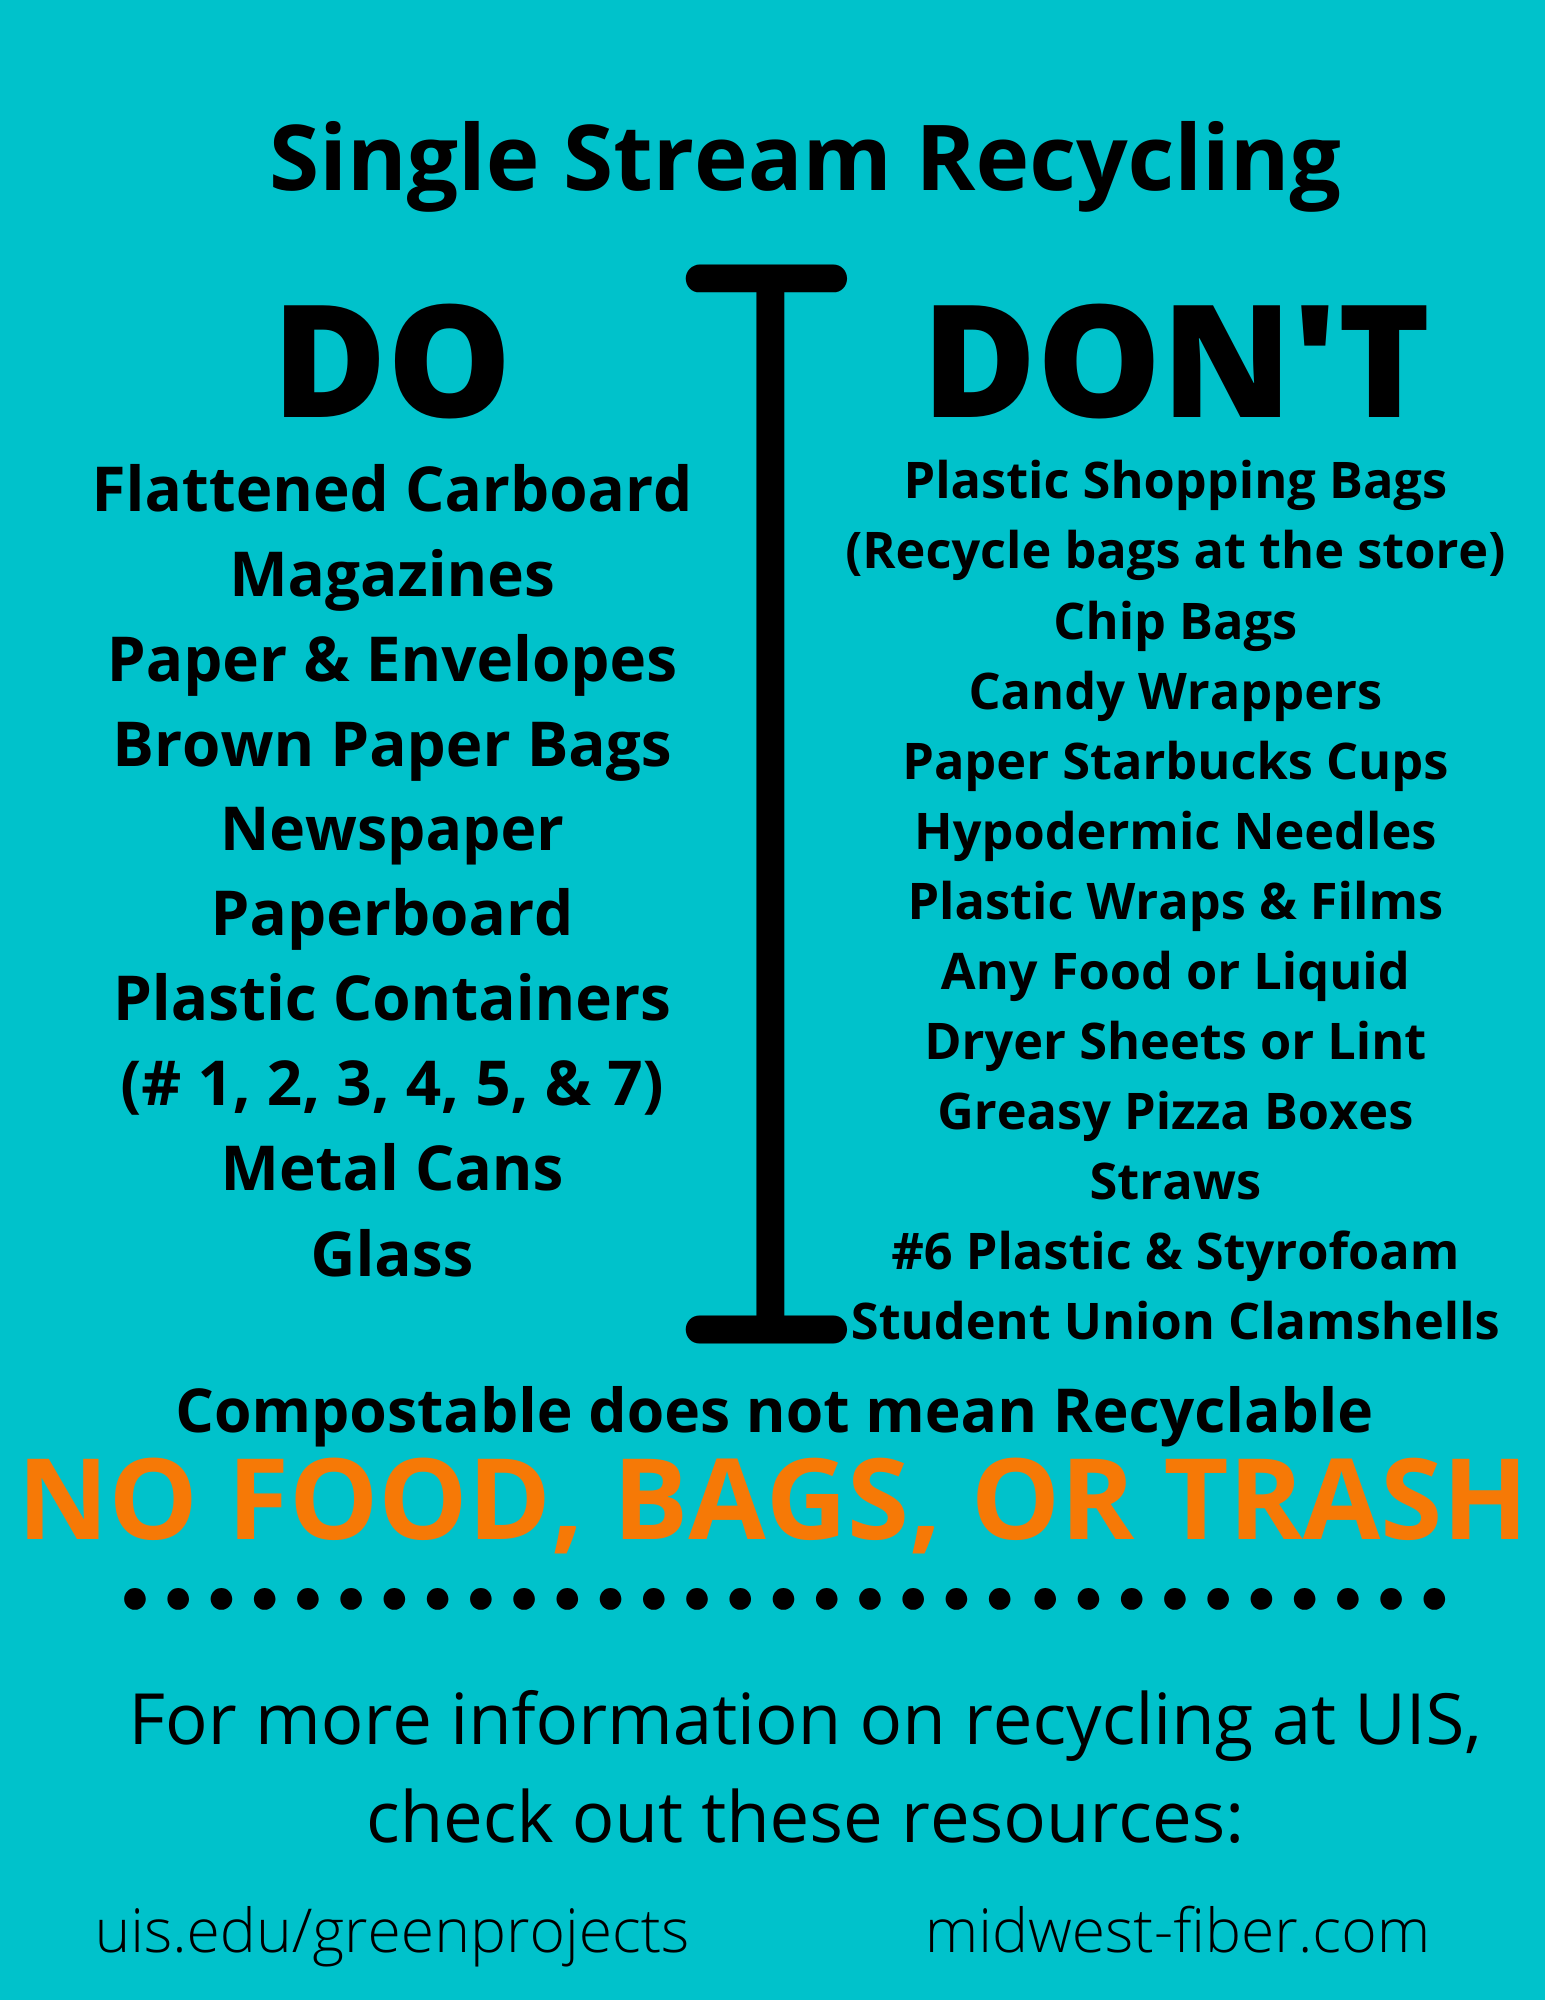 Single Stream Recycling
DO
Flattened Carboard
Magazines
Paper & Envelopes
Brown Paper Bags
Newspaper
Paperboard
Plastic Containers
(# 1, 2, 3, 4, 5, & 7)
Metal Cans
Glass
DON'T
Plastic Shopping Bags
(Recycle bags at the store)
Chip Bags
Candy Wrappers
Paper Starbucks Cups
Hypodermic Needles
Plastic Wraps & Films
Any Food or Liquid
Dryer Sheets or Lint
Greasy Pizza Boxes
Straws
#6 Plastic & Styrofoam
Student Union Clamshells
Compostable does not mean Recyclable
NO FOOD, BAGS, OR TRASH
For more information on recycling at UIS,
check out these resources:
uis.edu/greenprojects
midwest-fiber.com